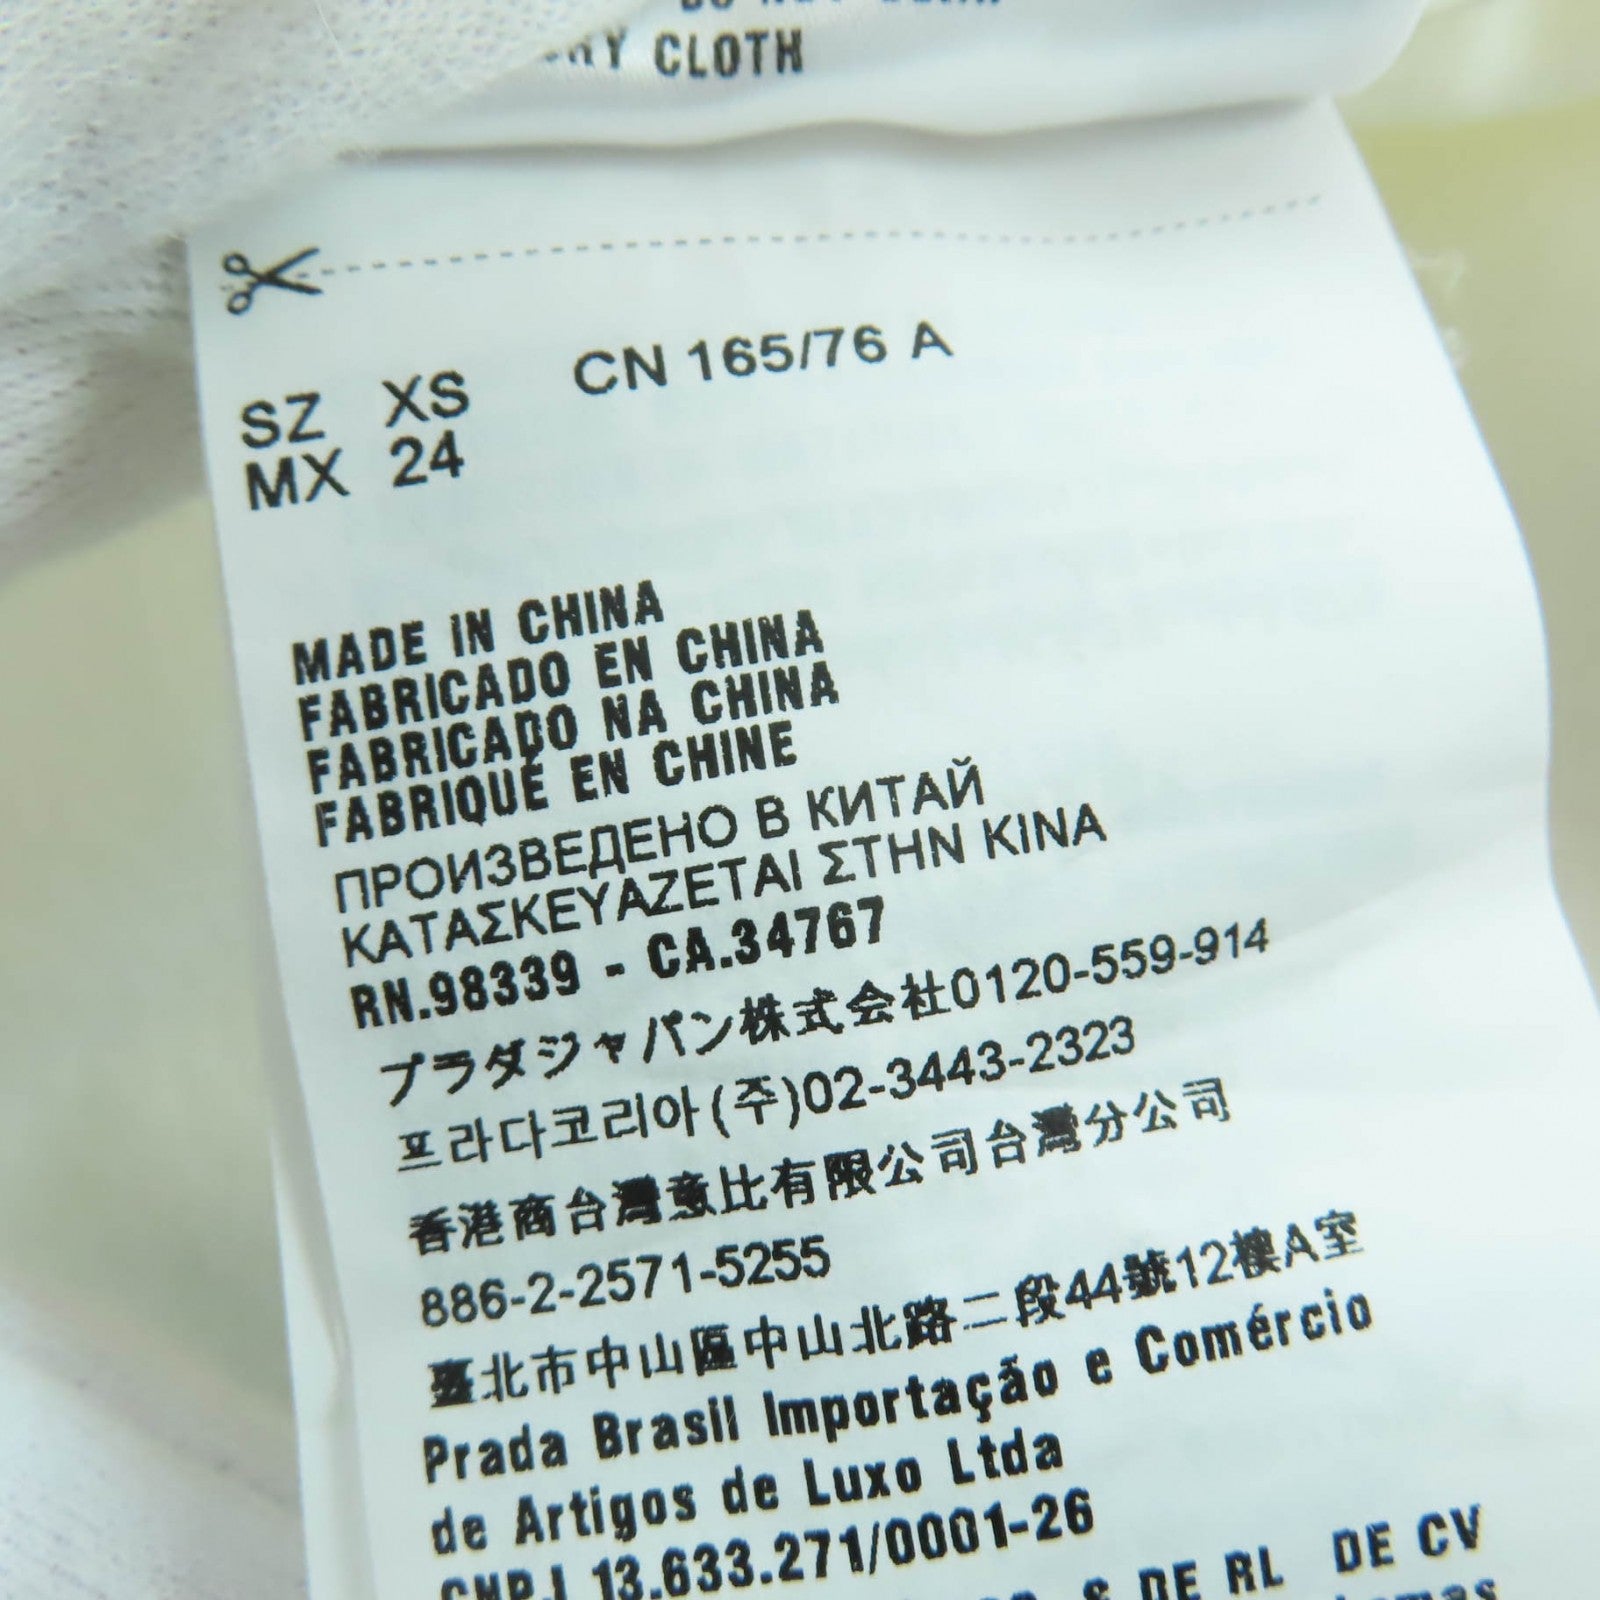 CLOTH
SZ XS CN 165/76 A
MX 24
MADE IN CHINA
FABRICADO EN CHINA
FABRICADO NA CHINA
FABRIQUÉ EN CHINE
ПРОИЗВЕДЕНО В КИТАЙ
ΚΑΤΑΣΚΕΥΑΖΕΤΑΙ ΣΤΗΝ ΚΙΝΑ
RN.98339 - CA.34767
プラダジャパン株式会社0120-559-914
프라다코리아(주)02-3443-2323
香港商台灣意比有限公司台灣分公司
886-2-2571-5255
臺北市中山區中山北路二段44號12樓A室
Prada Brasil Importação e Comércio
de Artigos de Luxo Ltda
CNPJ 13.633.271/0001-26
S DE RL DE CV